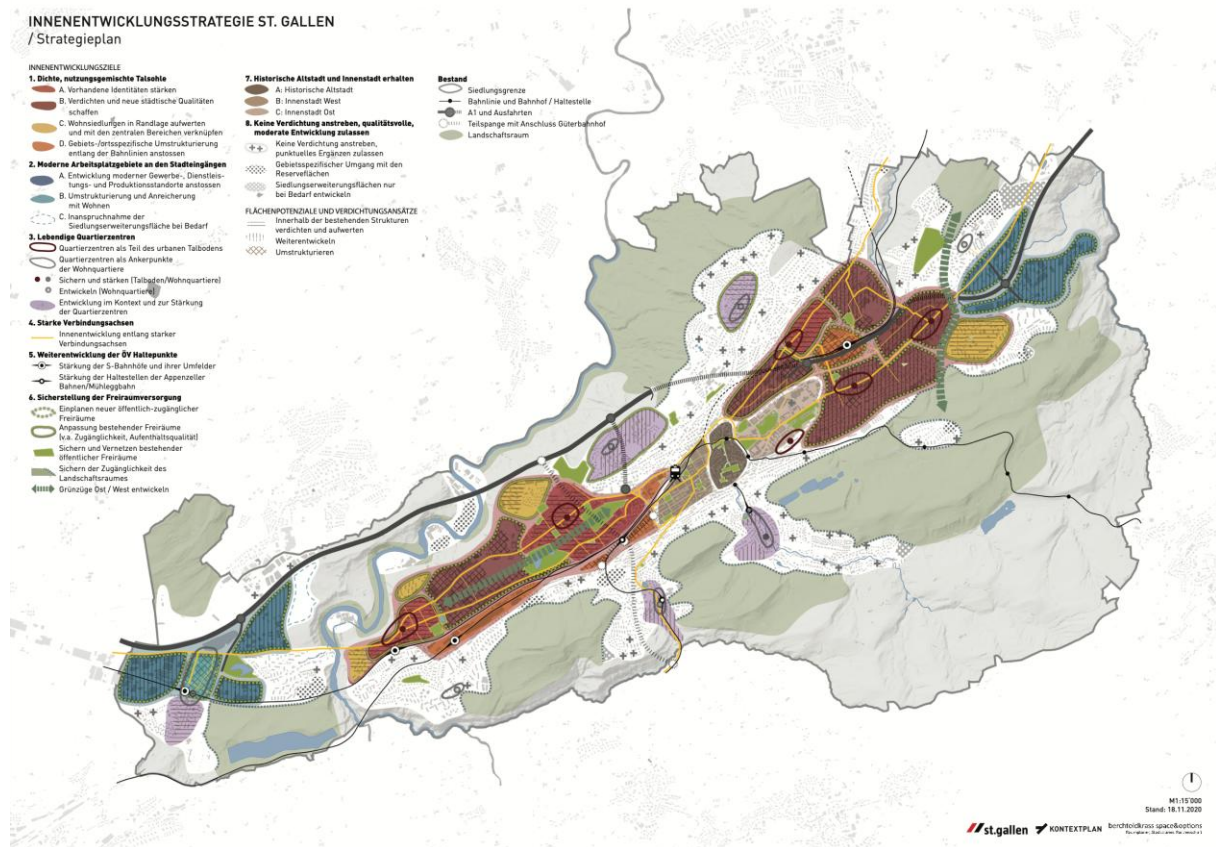 INNENENTWICKLUNGSSTRATEGIE ST. GALLEN
/ Strategieplan
INNENENTWICKLUNGSZIELE
1. Dichte, nutzungsgemischte Talsohle
A. Vorhandene Identitäten stärken
B. Verdichten und neue städtische Qualitäten
schaffen
C. Wohnsiedlungen in Randlage aufwerten
und mit den zentralen Bereichen verknüpfen
D. Gebiets-/ortsspezifische Umstrukturierung
entlang der Bahnlinien anstossen
2. Moderne Arbeitsplatzgebiete an den Stadteingängen
A. Entwicklung moderner Gewerbe-, Dienstleis-
tungs- und Produktionsstandorte anstossen
B. Umstrukturierung und Anreicherung
mit Wohnen
C. Inanspruchnahme der
Siedlungserweiterungsfläche bei Bedarf
3. Lebendige Quartierzentren
Quartierzentren als Teil des urbanen Talbodens
Quartierzentren als Ankerpunkte
der Wohnquartiere
Sichern und stärken (Talboden/Wohnquartiere)
Entwickeln (Wohnquartiere)
Entwicklung im Kontext und zur Stärkung
der Quartierzentren
4. Starke Verbindungsachsen
Innenentwicklung entlang starker
Verbindungsachsen
5. Weiterentwicklung der ÖV Haltepunkte
Stärkung der S-Bahnhöfe und ihrer Umfelder
Stärkung der Haltestellen der Appenzeller
Bahnen/Mühleggbahn
6. Sicherstellung der Freiraumversorgung
Einplanen neuer öffentlich-zugänglicher
Freiräume
Anpassung bestehender Freiräume
(v.a. Zugänglichkeit, Aufenthaltsqualität)
Sichern und Vernetzen bestehender
öffentlicher Freiräume
Sichern der Zugänglichkeit des
Landschaftsraumes
Grünzüge Ost / West entwickeln
7. Historische Altstadt und Innenstadt erhalten
A: Historische Altstadt
B: Innenstadt West
C: Innenstadt Ost
8. Keine Verdichtung anstreben, qualitätsvolle,
moderate Entwicklung zulassen
Keine Verdichtung anstreben,
punktuelles Ergänzen zulassen
Gebietsspezifischer Umgang mit den
Reserveflächen
Siedlungserweiterungsflächen nur
bei Bedarf entwickeln
FLÄCHENPOTENZIALE UND VERDICHTUNGSANSÄTZE
Innerhalb der bestehenden Strukturen
verdichten und aufwerten
Weiterentwickeln
Umstrukturieren
Bestand
Siedlungsgrenze
Bahnlinie und Bahnhof / Haltestelle
A1 und Ausfahrten
Teilspange mit Anschluss Güterbahnhof
Landschaftsraum
M1:15'000
Stand: 18.11.2020
st.gallen
KONTEXTPLAN
berchtoldkrass space&options